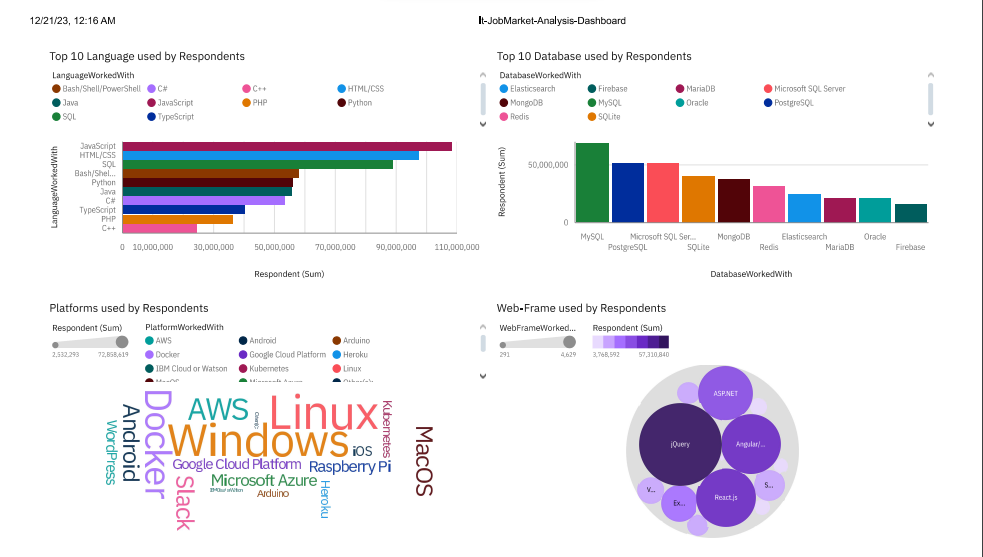 12/21/23, 12:16 AM
It-JobMarket-Analysis-Dashboard
Top 10 Language used by Respondents
LanguageWorkedWith
Bash/Shell/PowerShell C# C++ HTML/CSS
Java JavaScript PHP Python
SQL TypeScript
LanguageWorkedWith
JavaScript
HTML/CSS
SQL
Bash/Shel...
Python
Java
C#
TypeScript
PHP
C++
0 10,000,000 30,000,000 50,000,000 70,000,000 90,000,000 110,000,000
Respondent (Sum)
Top 10 Database used by Respondents
DatabaseWorkedWith
Elasticsearch Firebase MariaDB Microsoft SQL Server
MongoDB MySQL Oracle PostgreSQL
Redis SQLite
Respondent (Sum)
50,000,000
0
MySQL Microsoft SQL Ser... MongoDB Elasticsearch Oracle
PostgreSQL SQLite Redis MariaDB Firebase
DatabaseWorkedWith
Platforms used by Respondents
Respondent (Sum)
2,532,293 72,858,619
PlatformWorkedWith
AWS Android Arduino
Docker Google Cloud Platform Heroku
IBM Cloud or Watson Kubernetes Linux
MacOS Microsoft Azure Other(s):
WordPress
Android
Docker
AWS
Linux
Kubernetes
Windows
iOS
MacOS
Google Cloud Platform
Raspberry Pi
Slack
Microsoft Azure
Arduino
Heroku
Web-Frame used by Respondents
WebFrameWorked...
291 4,629
Respondent (Sum)
3,768,592 57,310,840
ASP.NET
jQuery
Angular/...
V...
Ex...
React.js
S...